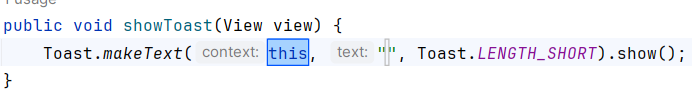 1 usage
public void showToast(View view) {
Toast.makeText( context: this, text: "", Toast.LENGTH_SHORT).show();
}